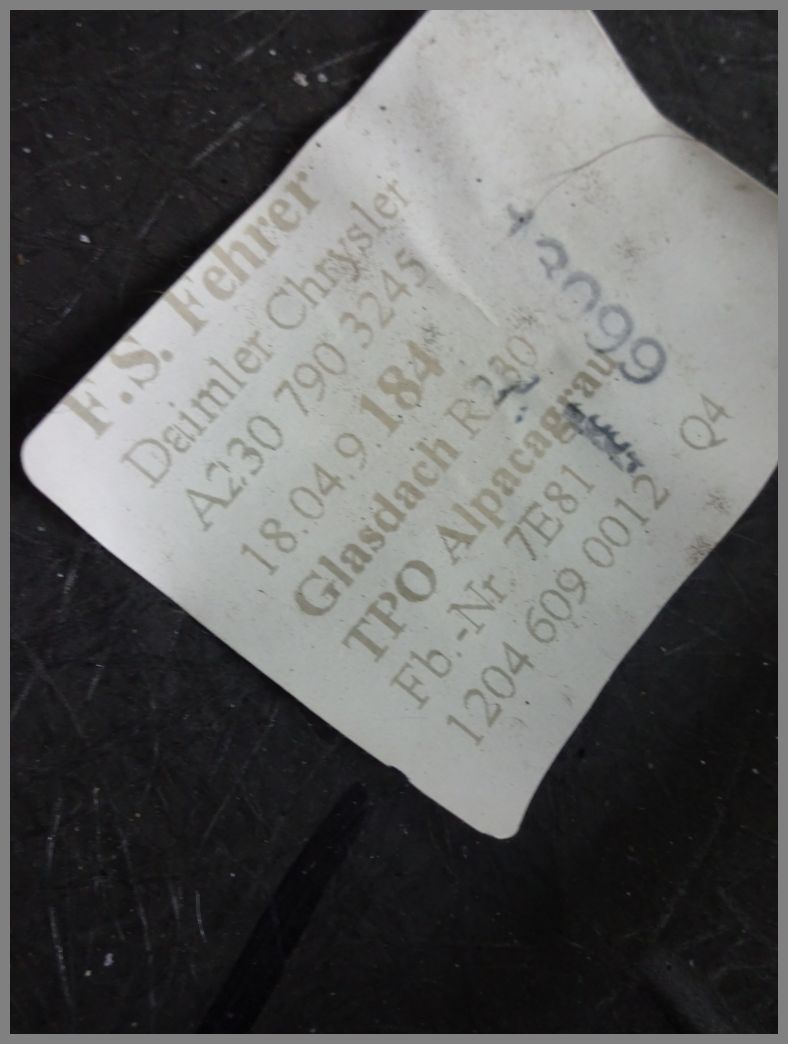 F.S. Fehrer
Daimler Chrysler
A230 790 3245
18.04.9.184
Glasdach R230
TPO Alpacagrau
Fb.-Nr. 7E81
1204 609 0012 Q4
13099